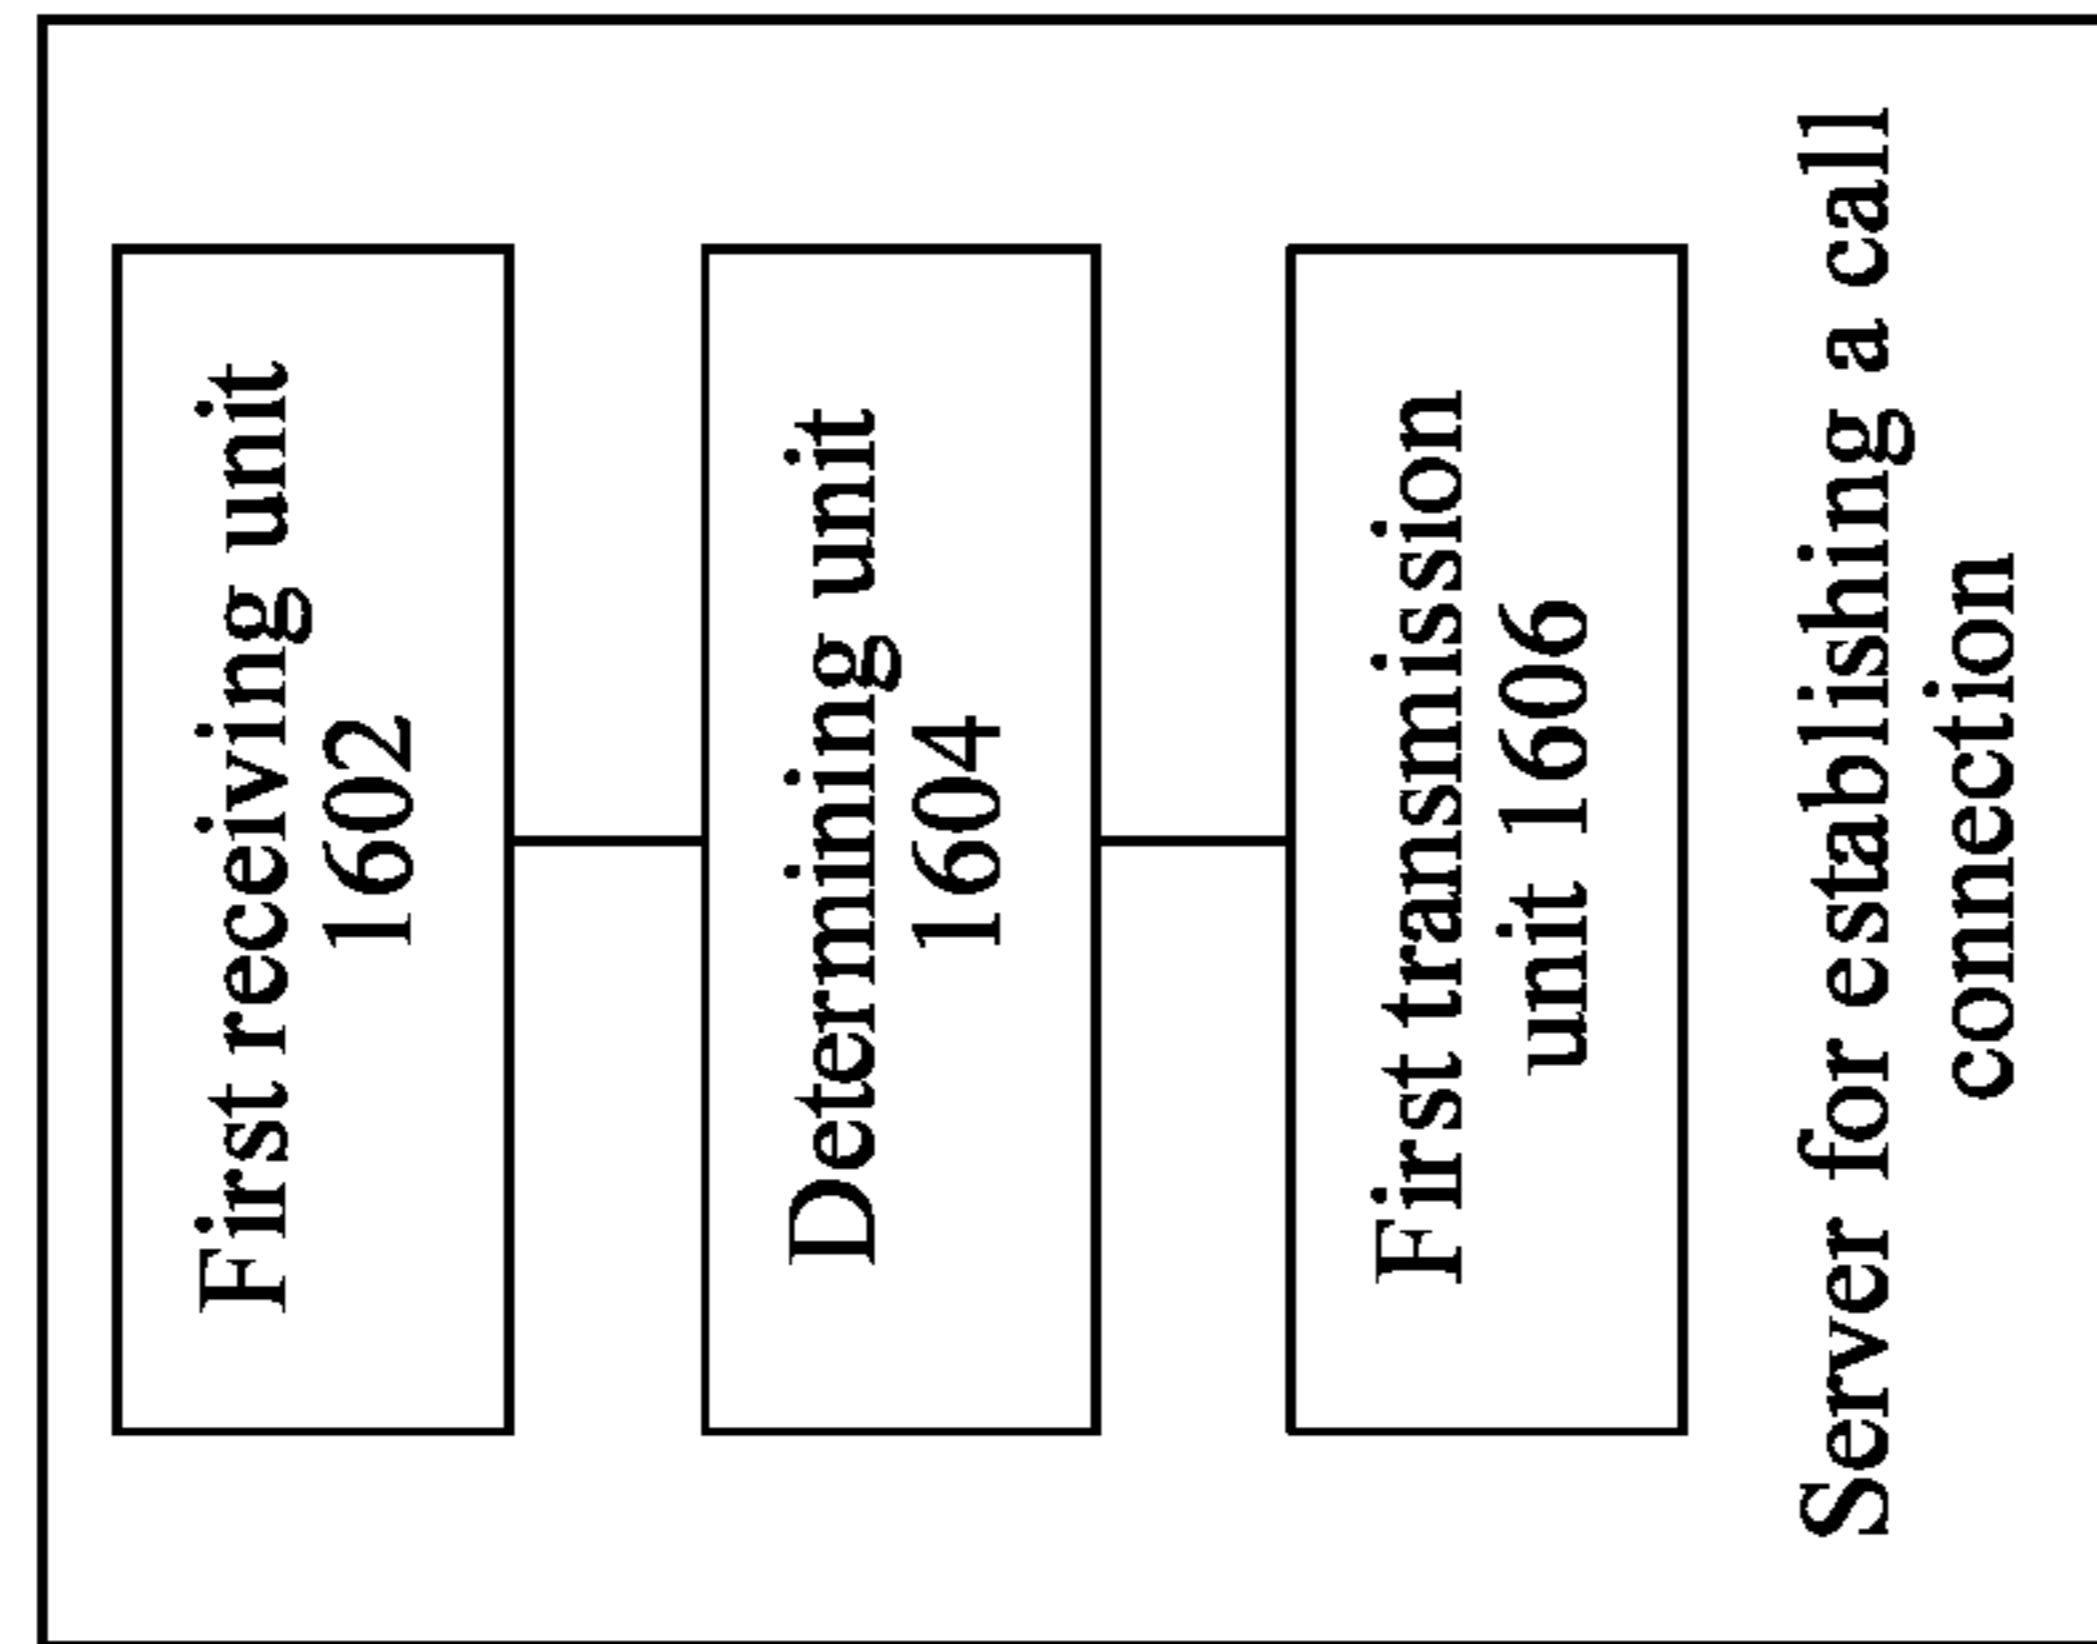 First receiving unit
1602
Determining unit
1604
First transmission
unit 1606
Server for establishing a call
connection